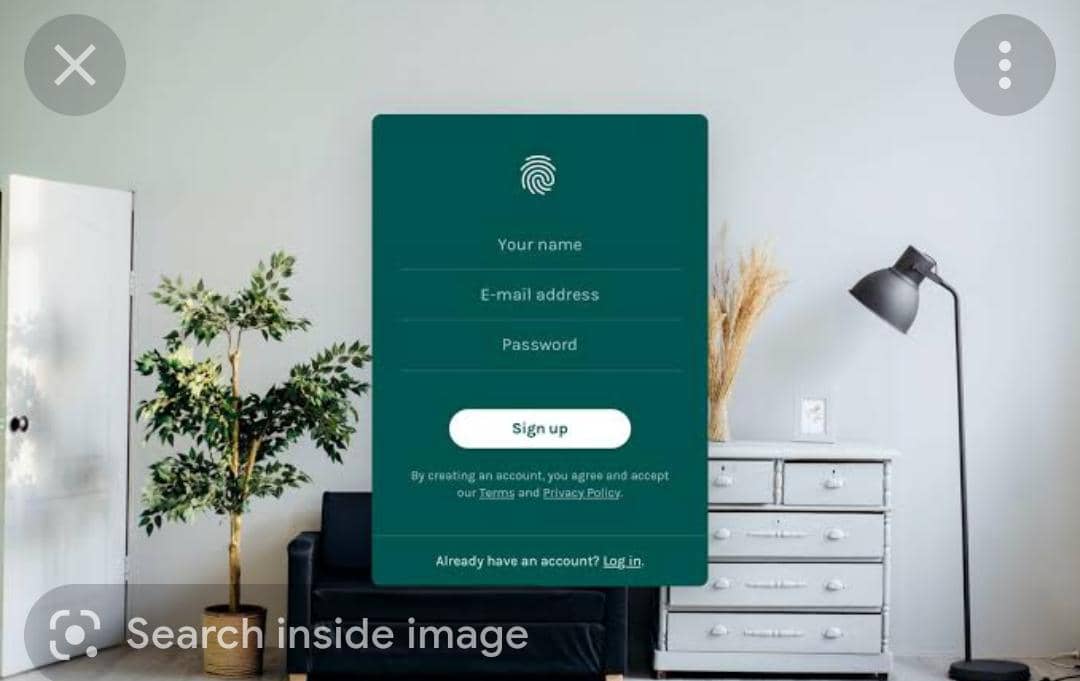 Your name
E-mail address
Password
Sign up
By creating an account, you agree and accept
our Terms and Privacy Policy.
Already have an account? Log in.
Search inside image